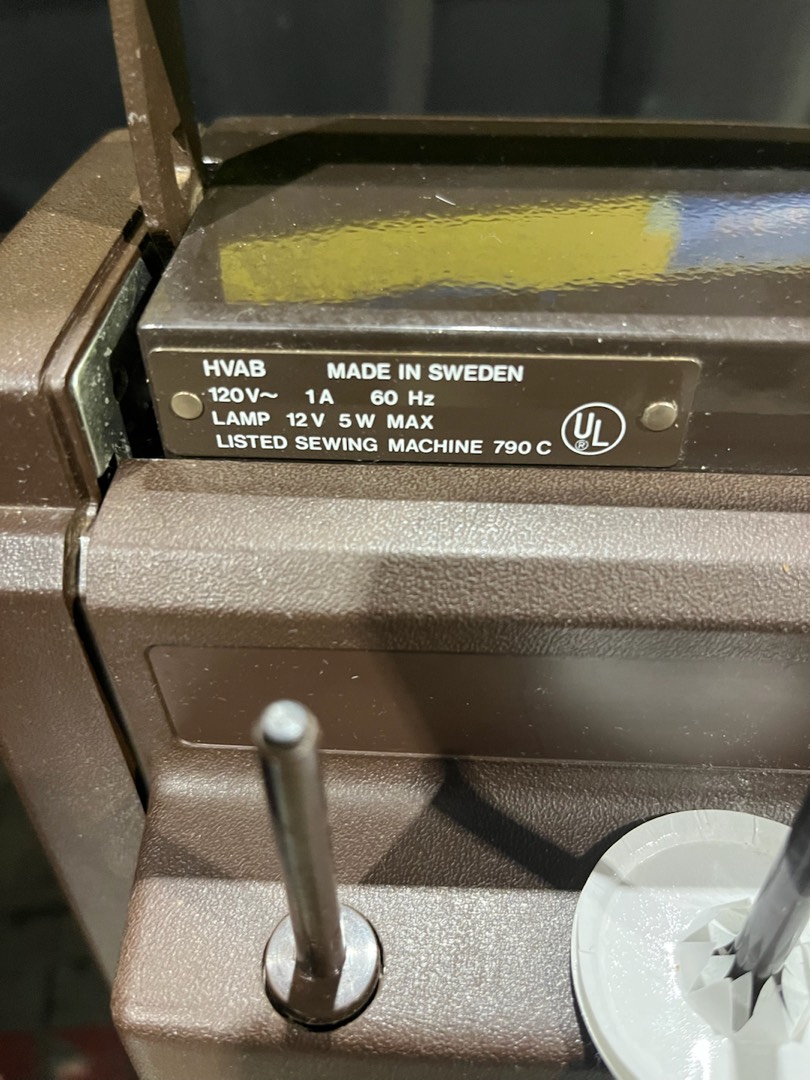 HVAB MADE IN SWEDEN
120V~ 1A 60 Hz
LAMP 12V 5W MAX
LISTED SEWING MACHINE 790 C
UL®